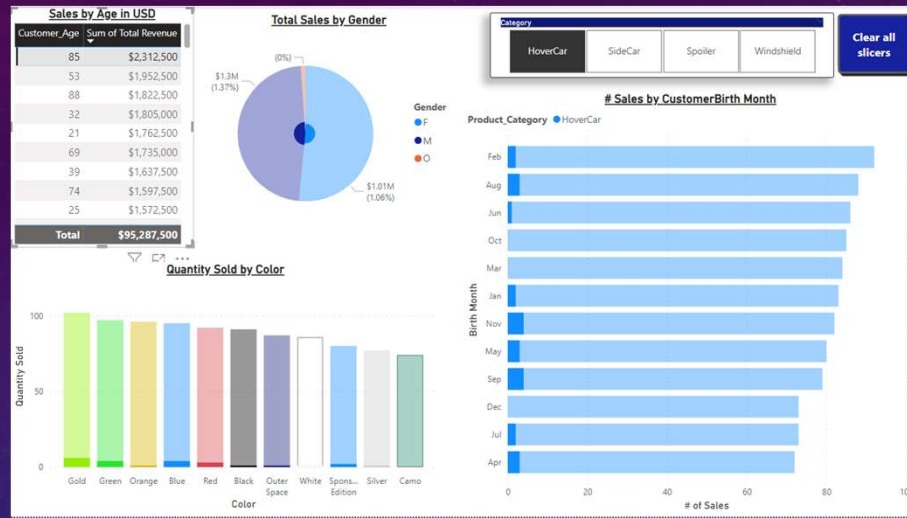 Sales by Age in USD
Customer_Age Sum of Total Revenue
85 $2,312,500
53 $1,952,500
88 $1,822,500
32 $1,805,000
21 $1,762,500
69 $1,735,000
39 $1,637,500
74 $1,597,500
25 $1,572,500
Total $95,287,500
Total Sales by Gender
(0%)
$1.3M
(1.37%)
$1.01M
(1.06%)
Gender
F
M
O
Category
HoverCar SideCar Spoiler Windshield
Clear all
slicers
# Sales by CustomerBirth Month
Product_Category HoverCar
Birth Month
Feb
Aug
Jun
Oct
Mar
Jan
Nov
May
Sep
Dec
Jul
Apr
0 20 40 60 80 10
# of Sales
Quantity Sold by Color
Quantity Sold
100
50
0
Gold Green Orange Blue Red Black Outer Space White Spons... Edition Silver Camo
Color